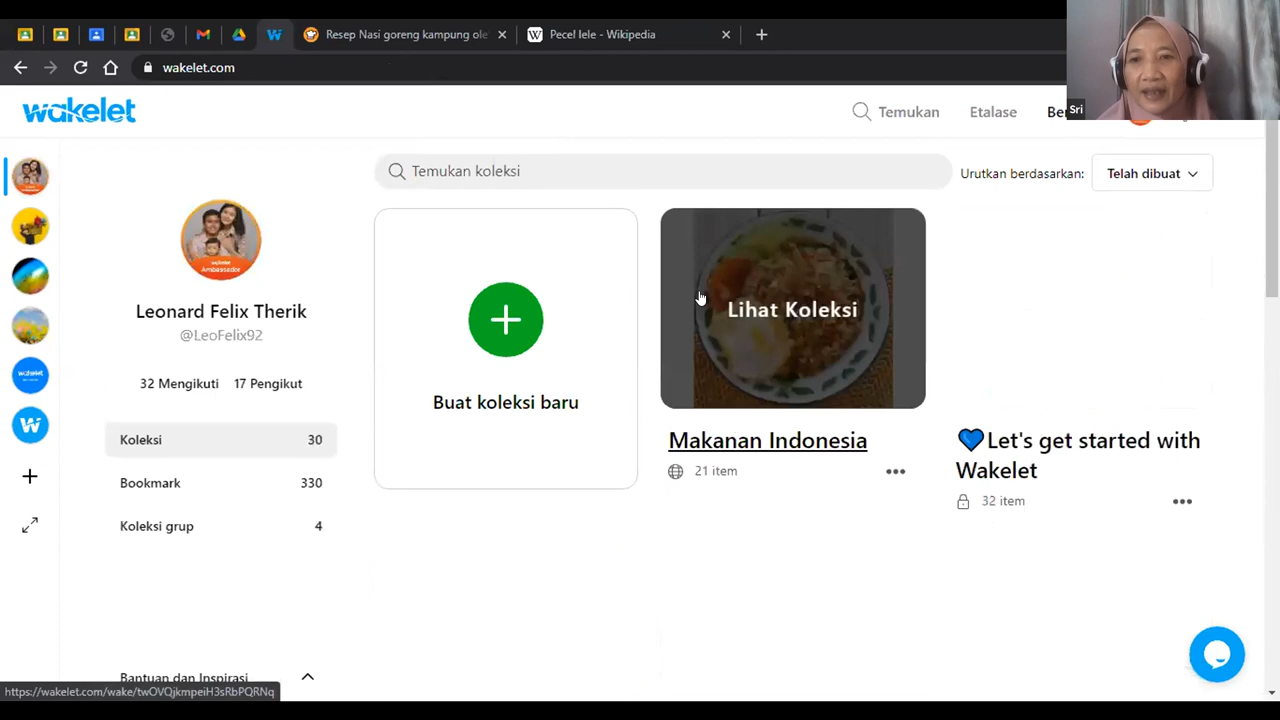 Resep Nasi goreng kampung ole
Pecel lele - Wikipedia
wakelet.com
Sri
wakelet
Temukan
Etalase
Ber
Temukan koleksi
Urutkan berdasarkan:
Telah dibuat
wakelet
Ambassador
Leonard Felix Therik
@LeoFelix92
32 Mengikuti 17 Pengikut
Koleksi 30
Bookmark 330
Koleksi grup 4
Bantuan dan Inspirasi
Buat koleksi baru
Lihat Koleksi
Makanan Indonesia
21 item
💙Let's get started with
Wakelet
32 item
https://wakelet.com/wake/twOVQjkmpeiH3sRbPQRNq